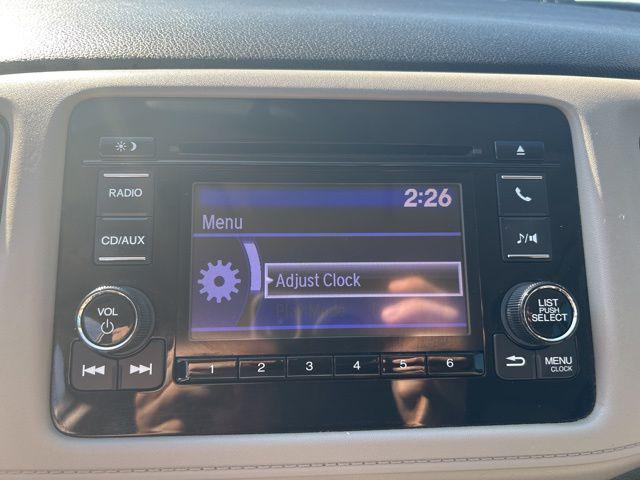 RADIO
CD/AUX
VOL
2:26
Menu
Adjust Clock
LIST
PUSH
SELECT
1 2 3 4 5 6
MENU
CLOCK